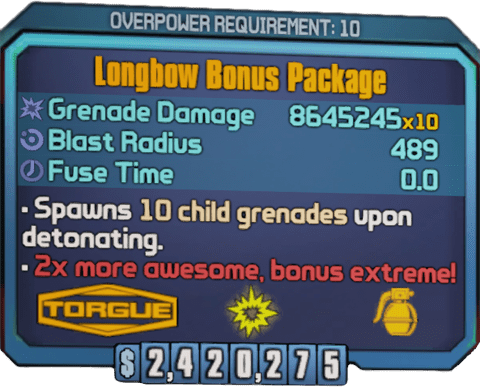 OVERPOWER REQUIREMENT: 10
Longbow Bonus Package
Grenade Damage 8645245x10
Blast Radius 489
Fuse Time 0.0
• Spawns 10 child grenades upon
detonating.
• 2x more awesome, bonus extreme!
TORGUE
$2,420,275